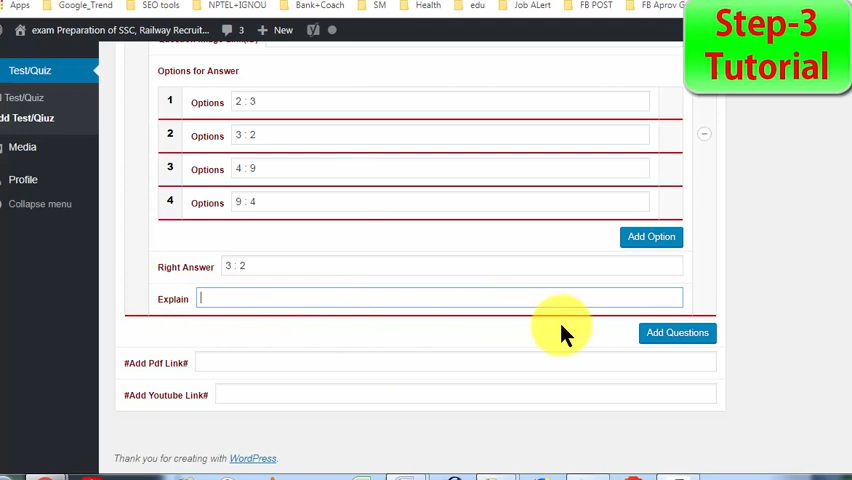 Apps Google_Trend SEO tools NPTEL+IGNOU Bank+Coach SM Health edu Job ALert FB POST FB Aprov G
exam Preparation of SSC, Railway Recruit... 3 + New
Step-3
Tutorial
Test/Quiz
Options for Answer
l Test/Quiz
dd Test/Qiuz
Media
Profile
Collapse menu
1 Options 2 : 3
2 Options 3 : 2
3 Options 4 : 9
4 Options 9 : 4
Add Option
Right Answer 3 : 2
Explain
Add Questions
#Add Pdf Link#
#Add Youtube Link#
Thank you for creating with WordPress.